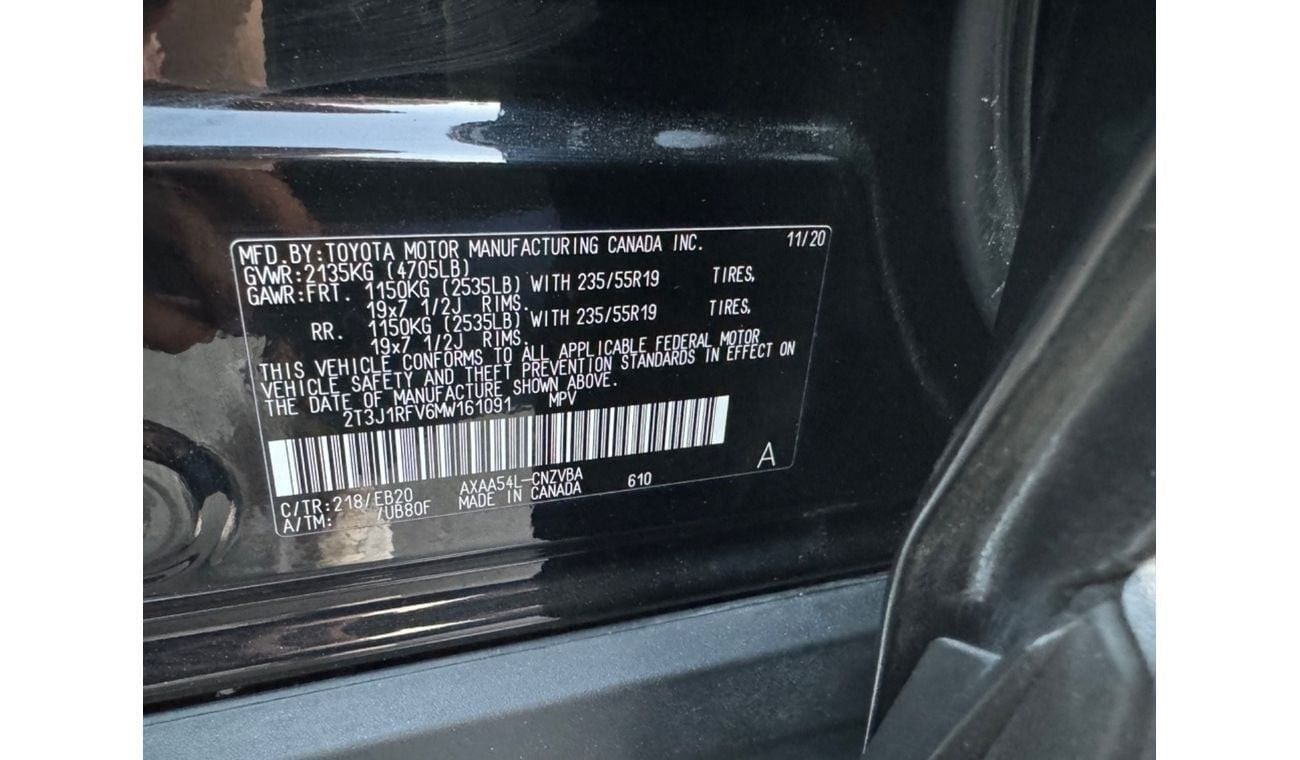 MFD.BY:TOYOTA MOTOR MANUFACTURING CANADA INC. 11/20
GVWR:2135KG (4705LB)
GAWR:FRT. 1150KG (2535LB) WITH 235/55R19 TIRES,
19x7 1/2J RIMS.
RR. 1150KG (2535LB) WITH 235/55R19 TIRES,
19x7 1/2J RIMS.
THIS VEHICLE CONFORMS TO ALL APPLICABLE FEDERAL MOTOR
VEHICLE SAFETY AND THEFT PREVENTION STANDARDS IN EFFECT ON
THE DATE OF MANUFACTURE SHOWN ABOVE.
2T3J1RFV6MW161091 MPV
A
C/TR:218/EB20 AXAA54L-CNZVBA 610
A/TM: /UB80F MADE IN CANADA